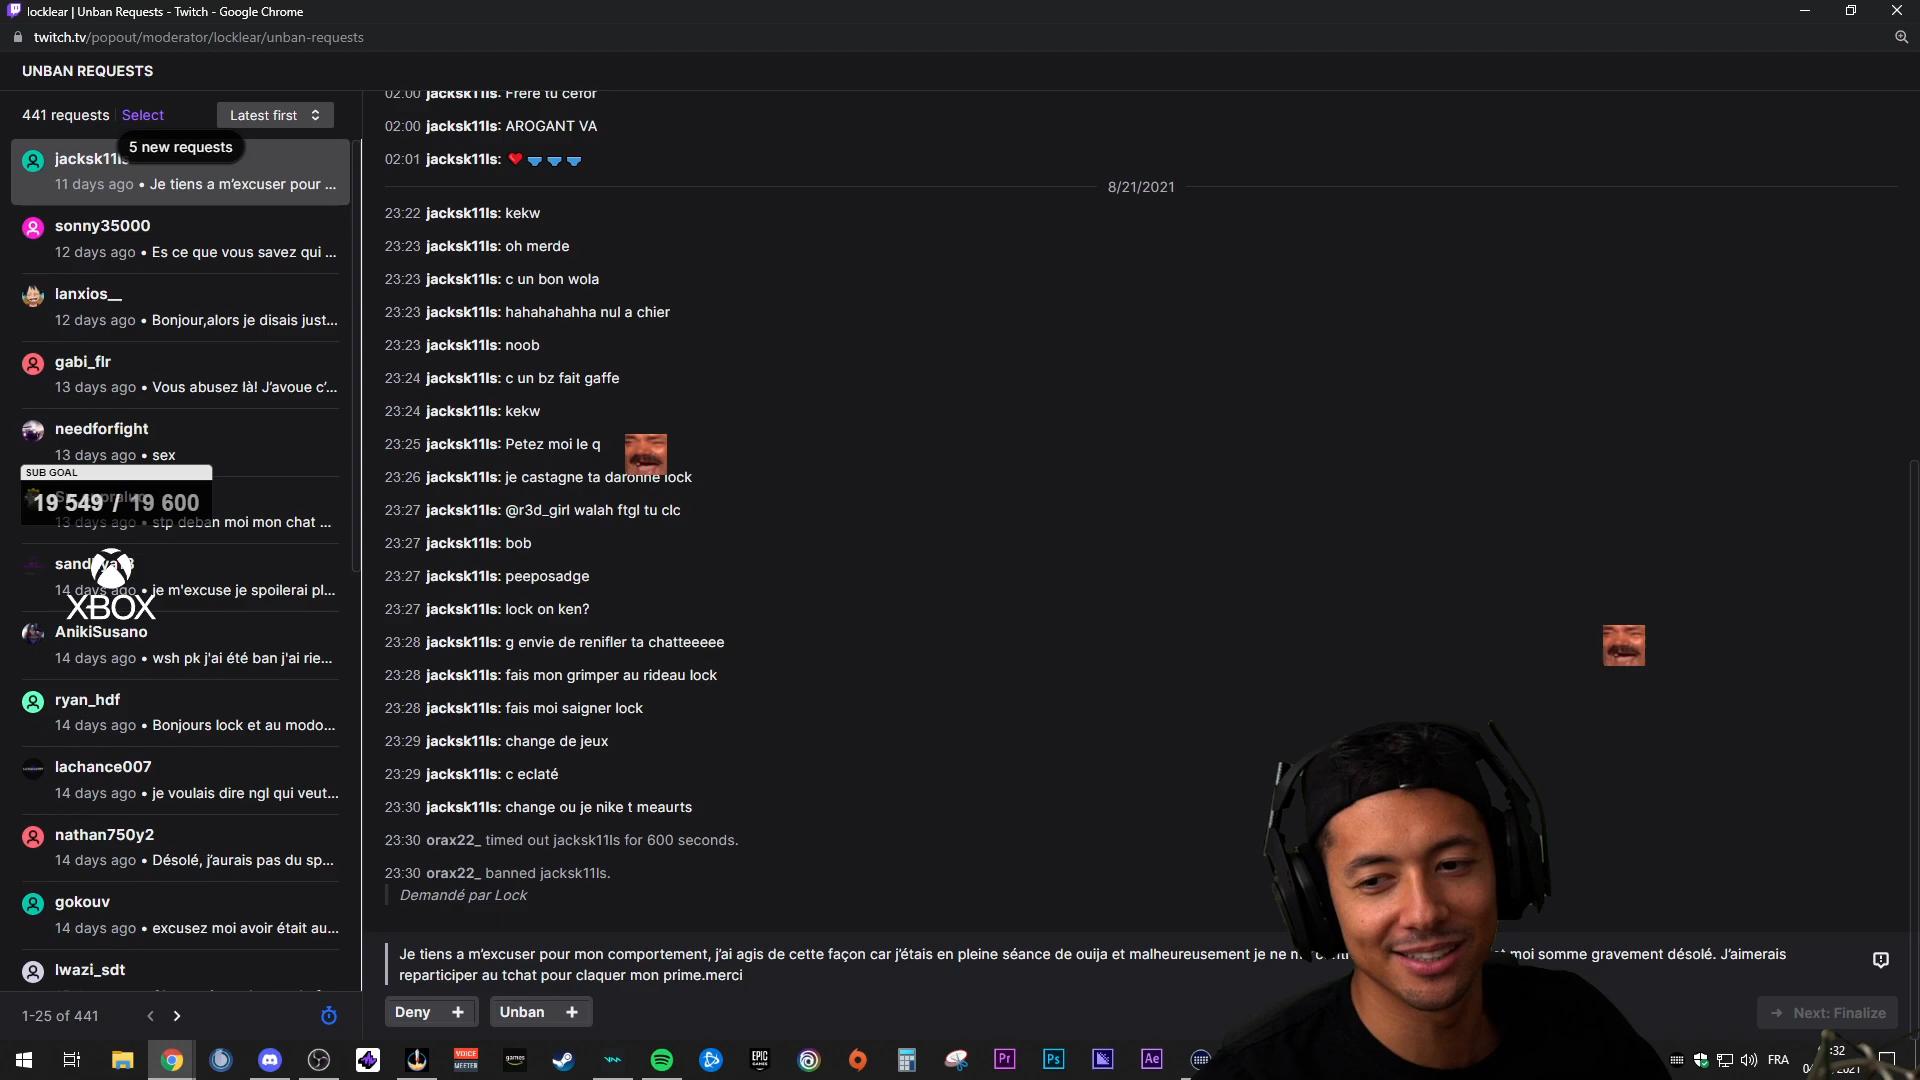 locklear | Unban Requests - Twitch - Google Chrome
twitch.tv/popout/moderator/locklear/unban-requests
UNBAN REQUESTS
441 requests
Select
Latest first
5 new requests
jacksk11ls
11 days ago • Je tiens a m’excuser pour ...
sonny35000
12 days ago • Es ce que vous savez qui ...
lanxios__
12 days ago • Bonjour,alors je disais just...
gabi_flr
13 days ago • Vous abusez là! J’avoue c’...
needforfight
13 days ago • sex
SUB GOAL
19 549 / 19 600
13 days ago • stp deban moi mon chat ...
14 days ago • je m'excuse je spoilerai pl...
XBOX
AnikiSusano
14 days ago • wsh pk j'ai été ban j'ai rie...
ryan_hdf
14 days ago • Bonjours lock et au modo...
lachance007
14 days ago • je voulais dire ngl qui veut...
nathan750y2
14 days ago • Désolé, j’aurais pas du sp...
gokouv
14 days ago • excusez moi avoir était au...
lwazi_sdt
1-25 of 441
02:00 jacksk11ls: Frere tu cefor
02:00 jacksk11ls: AROGANT VA
02:01 jacksk11ls: ❤️🩲🩲🩲
8/21/2021
23:22 jacksk11ls: kekw
23:23 jacksk11ls: oh merde
23:23 jacksk11ls: c un bon wola
23:23 jacksk11ls: hahahahahha nul a chier
23:23 jacksk11ls: noob
23:24 jacksk11ls: c un bz fait gaffe
23:24 jacksk11ls: kekw
23:25 jacksk11ls: Petez moi le q
23:26 jacksk11ls: je castagne ta daronne lock
23:27 jacksk11ls: @r3d_girl walah ftgl tu clc
23:27 jacksk11ls: bob
23:27 jacksk11ls: peeposadge
23:27 jacksk11ls: lock on ken?
23:28 jacksk11ls: g envie de renifler ta chatteeeee
23:28 jacksk11ls: fais mon grimper au rideau lock
23:28 jacksk11ls: fais moi saigner lock
23:29 jacksk11ls: change de jeux
23:29 jacksk11ls: c eclaté
23:30 jacksk11ls: change ou je nike t meaurts
23:30 orax22_ timed out jacksk11ls for 600 seconds.
23:30 orax22_ banned jacksk11ls.
Demandé par Lock
Je tiens a m’excuser pour mon comportement, j’ai agis de cette façon car j’étais en pleine séance de ouija et malheureusement je ne moi somme gravement désolé. J’aimerais
reparticiper au tchat pour claquer mon prime.merci
Deny +
Unban +
Next: Finalize
VOICE
MEETER
games
EPIC
GAMES
Pr
Ps
Ae
FRA